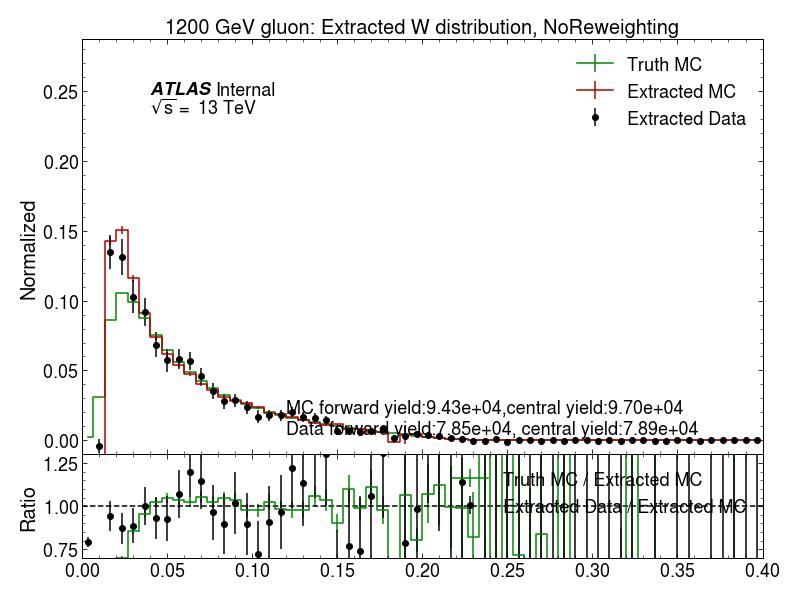 1200 GeV gluon: Extracted W distribution, NoReweighting
ATLAS Internal
√s = 13 TeV
Truth MC
Extracted MC
Extracted Data
Normalized
0.25
0.20
0.15
0.10
0.05
0.00
MC forward yield:9.43e+04,central yield:9.70e+04
Data forward yield:7.85e+04, central yield:7.89e+04
Ratio
1.25
1.00
0.75
Truth MC / Extracted MC
Extracted Data / Extracted MC
0.00 0.05 0.10 0.15 0.20 0.25 0.30 0.35 0.40